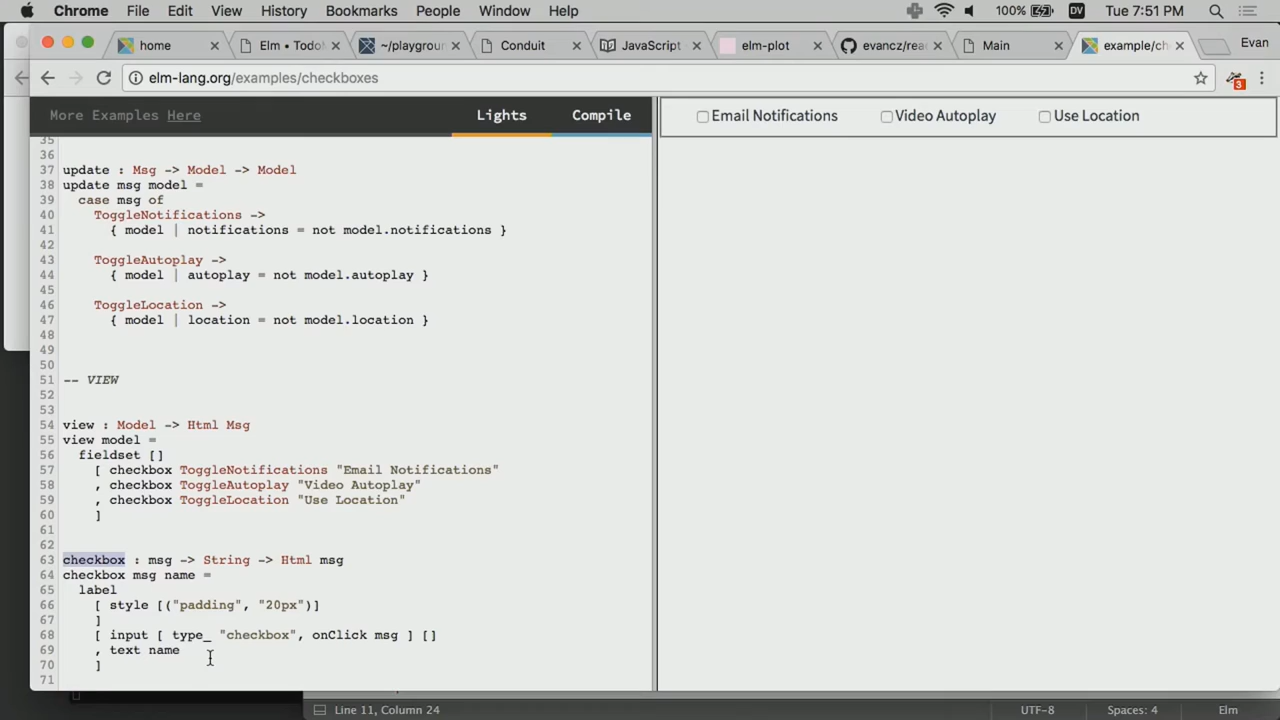 Chrome File Edit View History Bookmarks People Window Help 100% DV Tue 7:51 PM
home Elm • Todo ~/playgrour Conduit JavaScript elm-plot evancz/rea Main example/ch Evan
elm-lang.org/examples/checkboxes 3
More Examples Here Lights Compile
Email Notifications Video Autoplay Use Location
35
36
37 update : Msg -> Model -> Model
38 update msg model =
39 case msg of
40 ToggleNotifications ->
41 { model | notifications = not model.notifications }
42
43 ToggleAutoplay ->
44 { model | autoplay = not model.autoplay }
45
46 ToggleLocation ->
47 { model | location = not model.location }
48
49
50
51 -- VIEW
52
53
54 view : Model -> Html Msg
55 view model =
56 fieldset []
57 [ checkbox ToggleNotifications "Email Notifications"
58 , checkbox ToggleAutoplay "Video Autoplay"
59 , checkbox ToggleLocation "Use Location"
60 ]
61
62
63 checkbox : msg -> String -> Html msg
64 checkbox msg name =
65 label
66 [ style [("padding", "20px")]
67 ]
68 [ input [ type_ "checkbox", onClick msg ] []
69 , text name
70 ]
71
Line 11, Column 24 UTF-8 Spaces: 4 Elm